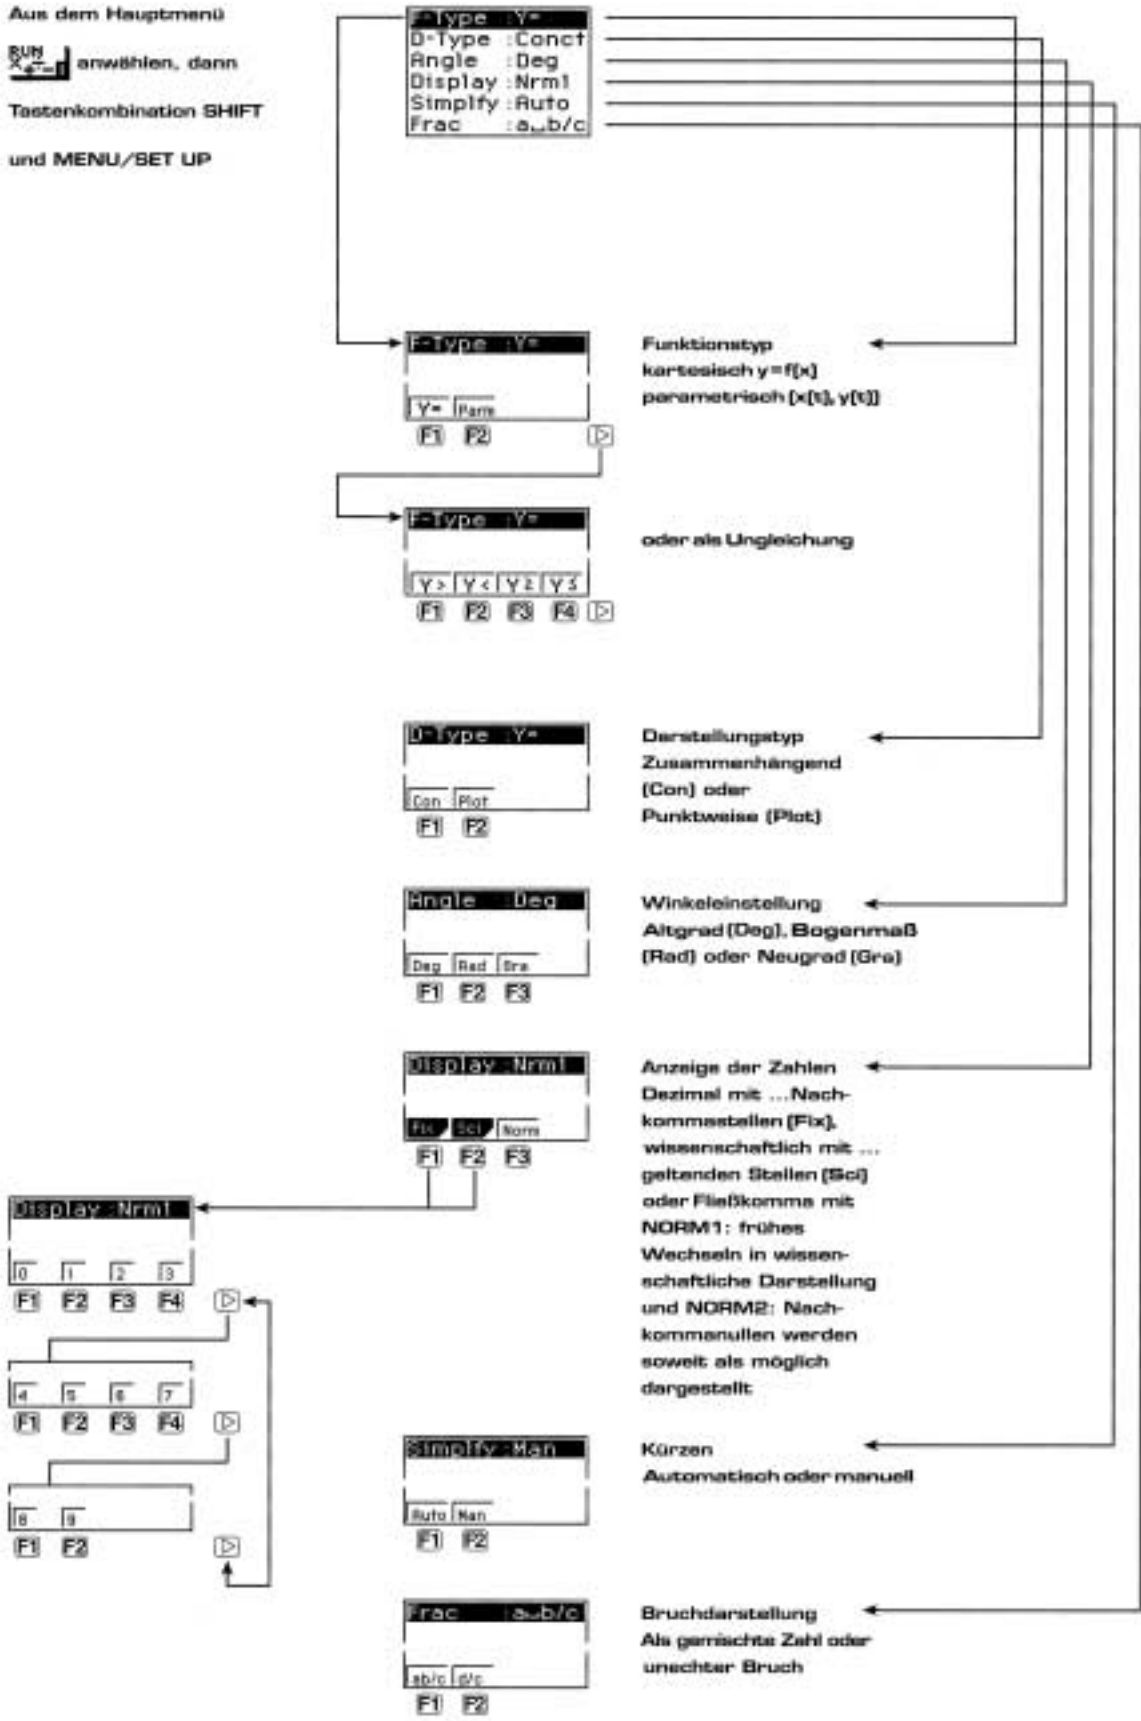 Aus dem Hauptmenü
RUN anwählen, dann
Tastenkombination SHIFT
und MENU/SET UP
F-Type :Y=
D-Type :Conct
Angle :Deg
Display :Nrm1
Simplfy :Auto
Frac :a⌟b/c
F-Type :Y=
Y= Parm
F1 F2
Funktionstyp
kartesisch y=f(x)
parametrisch (x(t), y(t))
F-Type :Y=
Y> Y< Y≥ Y≤
F1 F2 F3 F4
oder als Ungleichung
D-Type :Y=
Con Plot
F1 F2
Darstellungstyp
Zusammenhängend
(Con) oder
Punktweise (Plot)
Angle :Deg
Deg Rad Gra
F1 F2 F3
Winkeleinstellung
Altgrad (Deg), Bogenmaß
(Rad) oder Neugrad (Gra)
Display :Nrm1
Fix Sci Norm
F1 F2 F3
Anzeige der Zahlen
Dezimal mit ... Nach-
kommastellen (Fix),
wissenschaftlich mit ...
geltenden Stellen (Sci)
oder Fließkomma mit
NORM1: frühes
Wechseln in wissen-
schaftliche Darstellung
und NORM2: Nach-
kommanullen werden
soweit als möglich
dargestellt
Display :Nrm1
0 1 2 3
F1 F2 F3 F4
4 5 6 7
F1 F2 F3 F4
8 9
F1 F2
Simplfy :Man
Auto Man
F1 F2
Kürzen
Automatisch oder manuell
Frac :a⌟b/c
ab/c d/c
F1 F2
Bruchdarstellung
Als gemischte Zahl oder
unechter Bruch